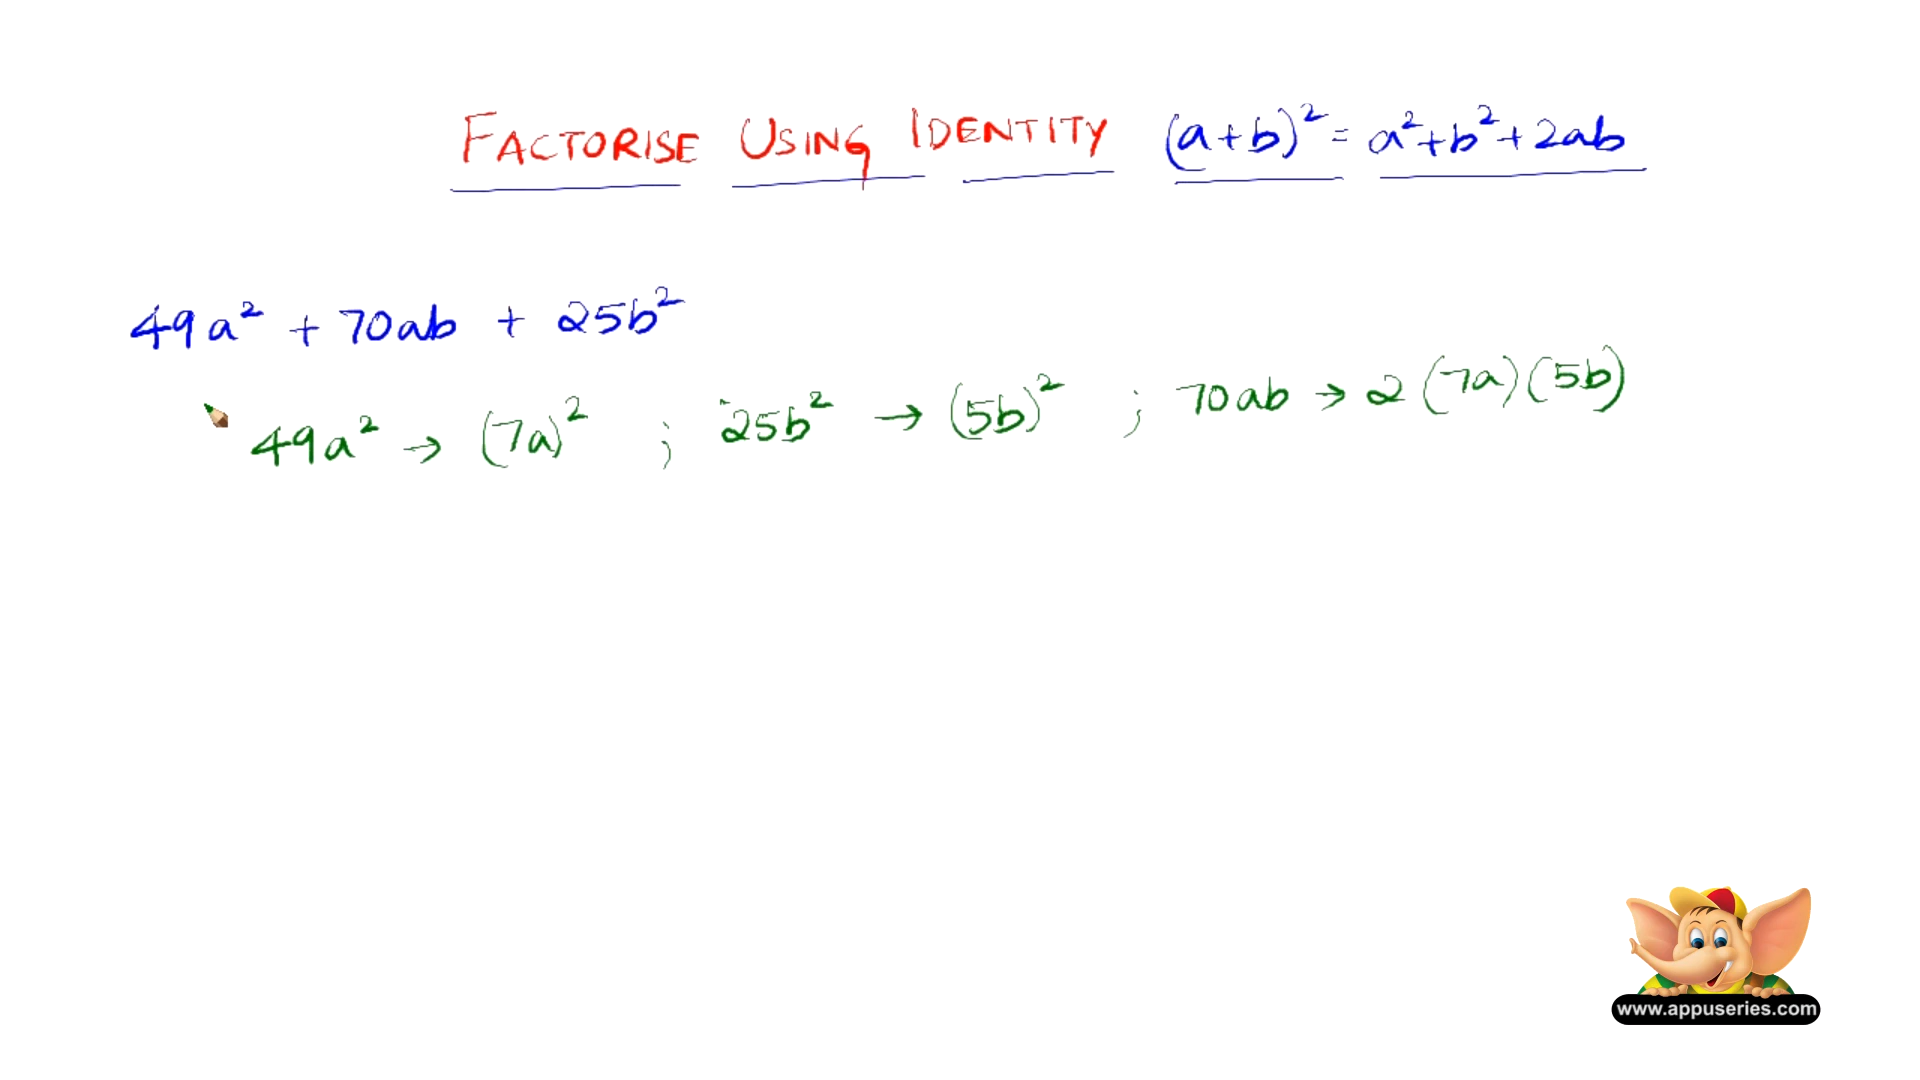 FACTORISE USING IDENTITY (a+b)² = a²+b²+2ab
49a² + 70ab + 25b²
49a² → (7a)² ; 25b² → (5b)² ; 70ab → 2(7a)(5b)
www.appuseries.com